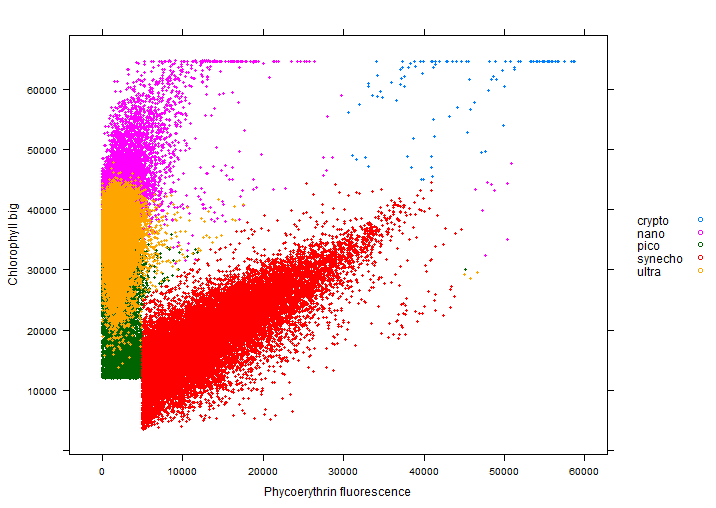 60000
50000
40000
30000
20000
10000
Chlorophyll big
0 10000 20000 30000 40000 50000 60000
Phycoerythrin fluorescence
crypto
nano
pico
synecho
ultra